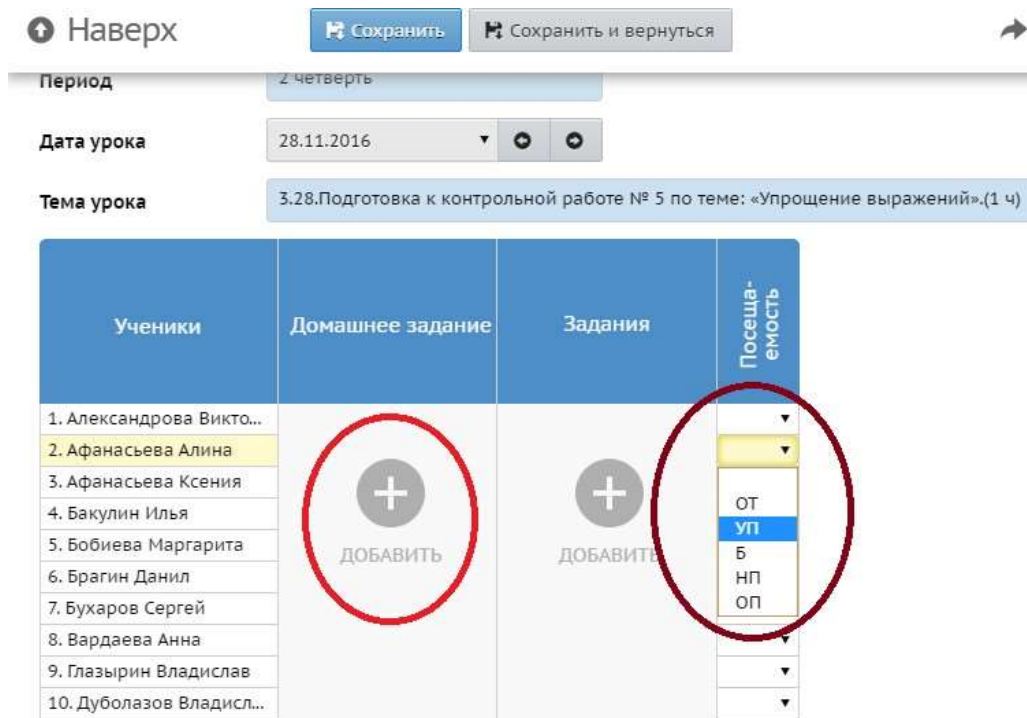 Наверх
Сохранить
Сохранить и вернуться
Период
2 четверть
Дата урока
28.11.2016
Тема урока
3.28.Подготовка к контрольной работе № 5 по теме: «Упрощение выражений».(1 ч)
Ученики
Домашнее задание
Задания
Посеща-
емость
1. Александрова Викто...
2. Афанасьева Алина
3. Афанасьева Ксения
4. Бакулин Илья
5. Бобиева Маргарита
6. Брагин Данил
7. Бухаров Сергей
8. Вардаева Анна
9. Глазырин Владислав
10. Дуболазов Владисл...
ДОБАВИТЬ
ДОБАВИТЬ
ОТ
УП
Б
НП
ОП